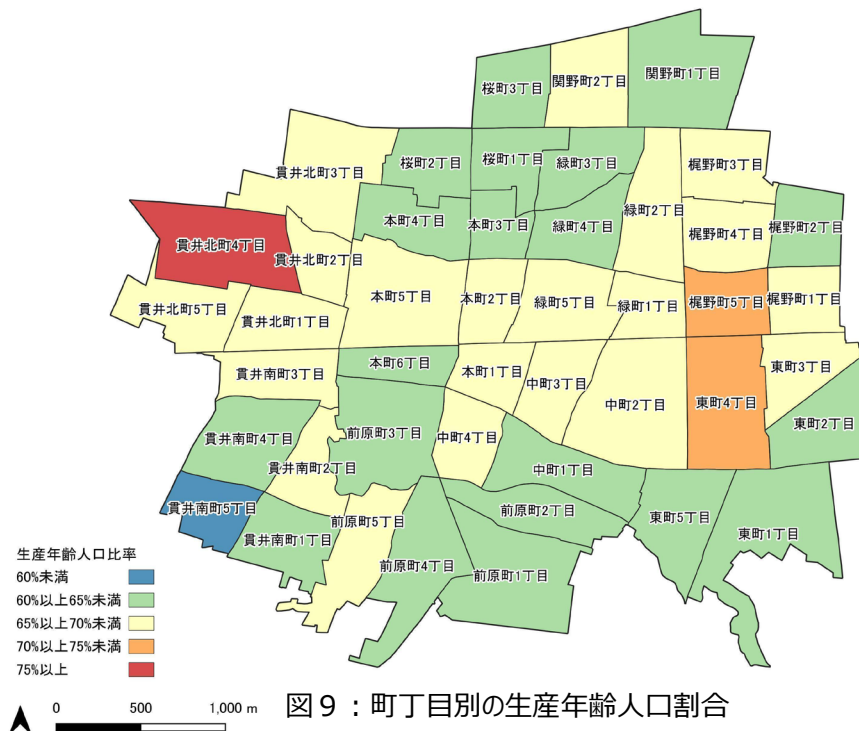 桜町3丁目
関野町2丁目
関野町1丁目
貫井北町3丁目
桜町2丁目
桜町1丁目
緑町3丁目
梶野町3丁目
本町4丁目
本町3丁目
緑町4丁目
緑町2丁目
梶野町4丁目
梶野町2丁目
貫井北町4丁目
貫井北町2丁目
貫井北町5丁目
貫井北町1丁目
本町5丁目
本町2丁目
緑町5丁目
緑町1丁目
梶野町5丁目
梶野町1丁目
貫井南町3丁目
本町6丁目
本町1丁目
中町3丁目
中町2丁目
東町4丁目
東町3丁目
東町2丁目
貫井南町4丁目
前原町3丁目
中町4丁目
貫井南町2丁目
中町1丁目
貫井南町5丁目
前原町5丁目
前原町2丁目
東町5丁目
東町1丁目
貫井南町1丁目
前原町4丁目
前原町1丁目
生産年齢人口比率
60%未満
60%以上65%未満
65%以上70%未満
70%以上75%未満
75%以上
0 500 1,000 m
図9：町丁目別の生産年齢人口割合